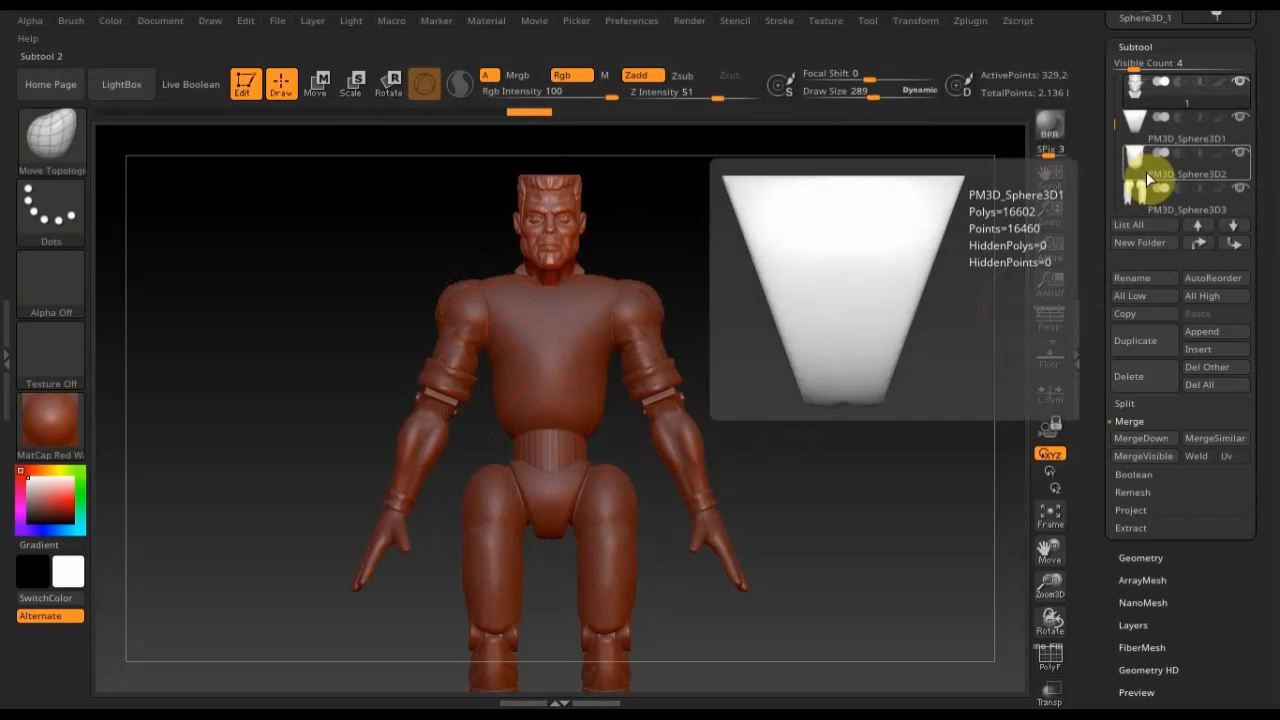 Alpha Brush Color Document Draw Edit File Layer Light Macro Marker Material Movie Picker Preferences Render Stencil Stroke Texture Tool Transform Zplugin Zscript
Help
Subtool 2
Home Page
LightBox
Live Boolean
Edit
Draw
Move
Scale
Rotate
A
Mrgb
Rgb
M
Rgb Intensity 100
Zadd
Zsub
Zcut
Z Intensity 51
Focal Shift 0
Draw Size 289
Dynamic
ActivePoints: 329,2
TotalPoints: 2.136
Move Topologi
Dots
Alpha Off
Texture Off
MatCap Red W
Gradient
SwitchColor
Alternate
PM3D_Sphere3D1
Polys=16602
Points=16460
HiddenPolys=0
HiddenPoints=0
BPR
SPix 3
Persp
Floor
L.Sym
XYZ
Frame
Move
Zoom3D
Rotate
PolyF
Transp
Sphere3D_1
Subtool
Visible Count 4
1
PM3D_Sphere3D1
PM3D_Sphere3D2
PM3D_Sphere3D3
List All
New Folder
Rename AutoReorder
All Low All High
Copy Paste
Duplicate
Append
Insert
Delete
Del Other
Del All
Split
Merge
MergeDown MergeSimilar
MergeVisible Weld Uv
Boolean
Remesh
Project
Extract
Geometry
ArrayMesh
NanoMesh
Layers
FiberMesh
Geometry HD
Preview